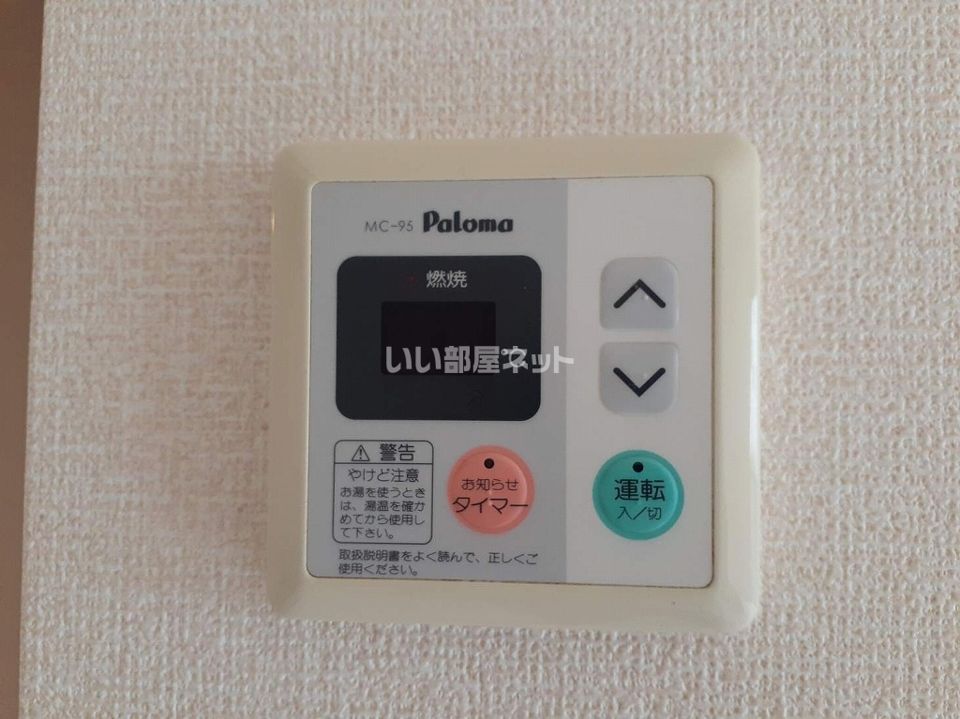 MC-95 Paloma
燃焼
いい部屋ネット
警告
やけど注意
お湯を使うとき
は、湯温を確か
めてから使用し
て下さい。
お知らせ
タイマー
運転
入/切
取扱説明書をよく読んで、正しくご
使用ください。